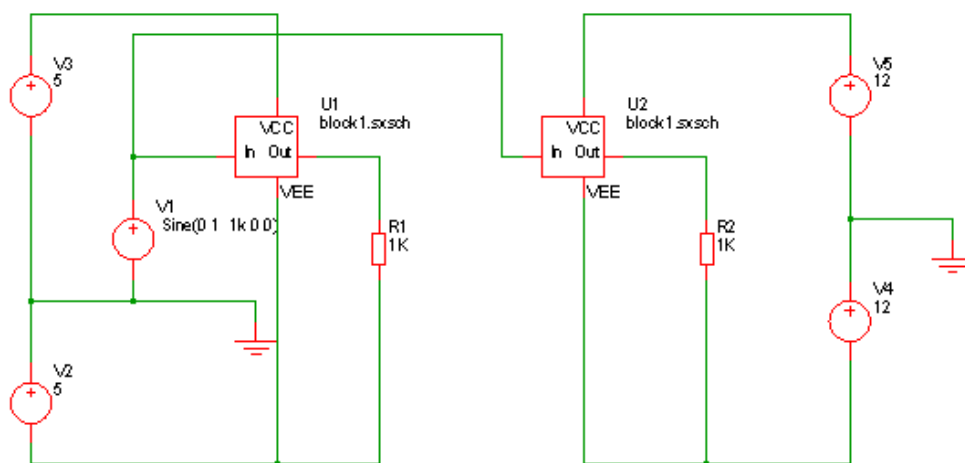 V3
5
V5
12
U1
block1.sxsch
U2
block1.sxsch
VCC
In Out
VEE
VCC
In Out
VEE
V1
Sine(0 1 1k 0 0)
R1
1K
R2
1K
V4
12
V2
5